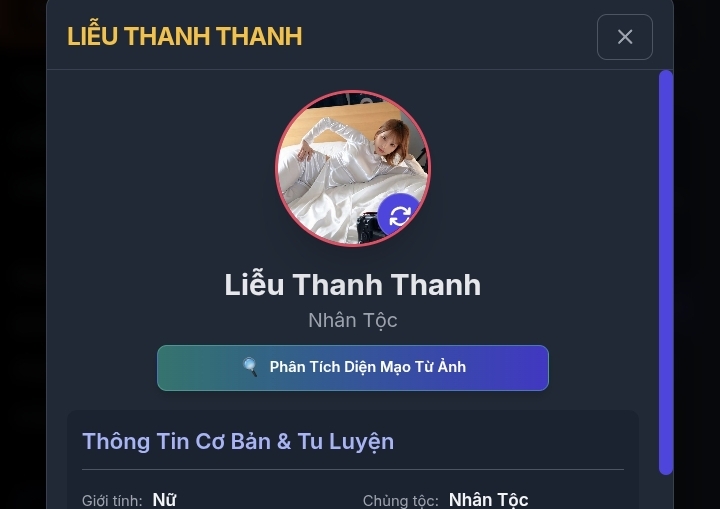 LIỄU THANH THANH
Liễu Thanh Thanh
Nhân Tộc
Phân Tích Diện Mạo Từ Ảnh
Thông Tin Cơ Bản & Tu Luyện
Giới tính: Nữ Chủng tộc: Nhân Tộc